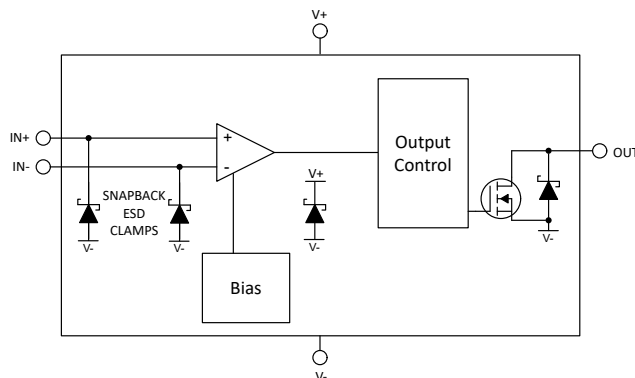 V+
IN+
IN-
+
-
SNAPBACK
ESD
CLAMPS
V-
V-
V+
V-
Bias
Output
Control
OUT
V-
V-